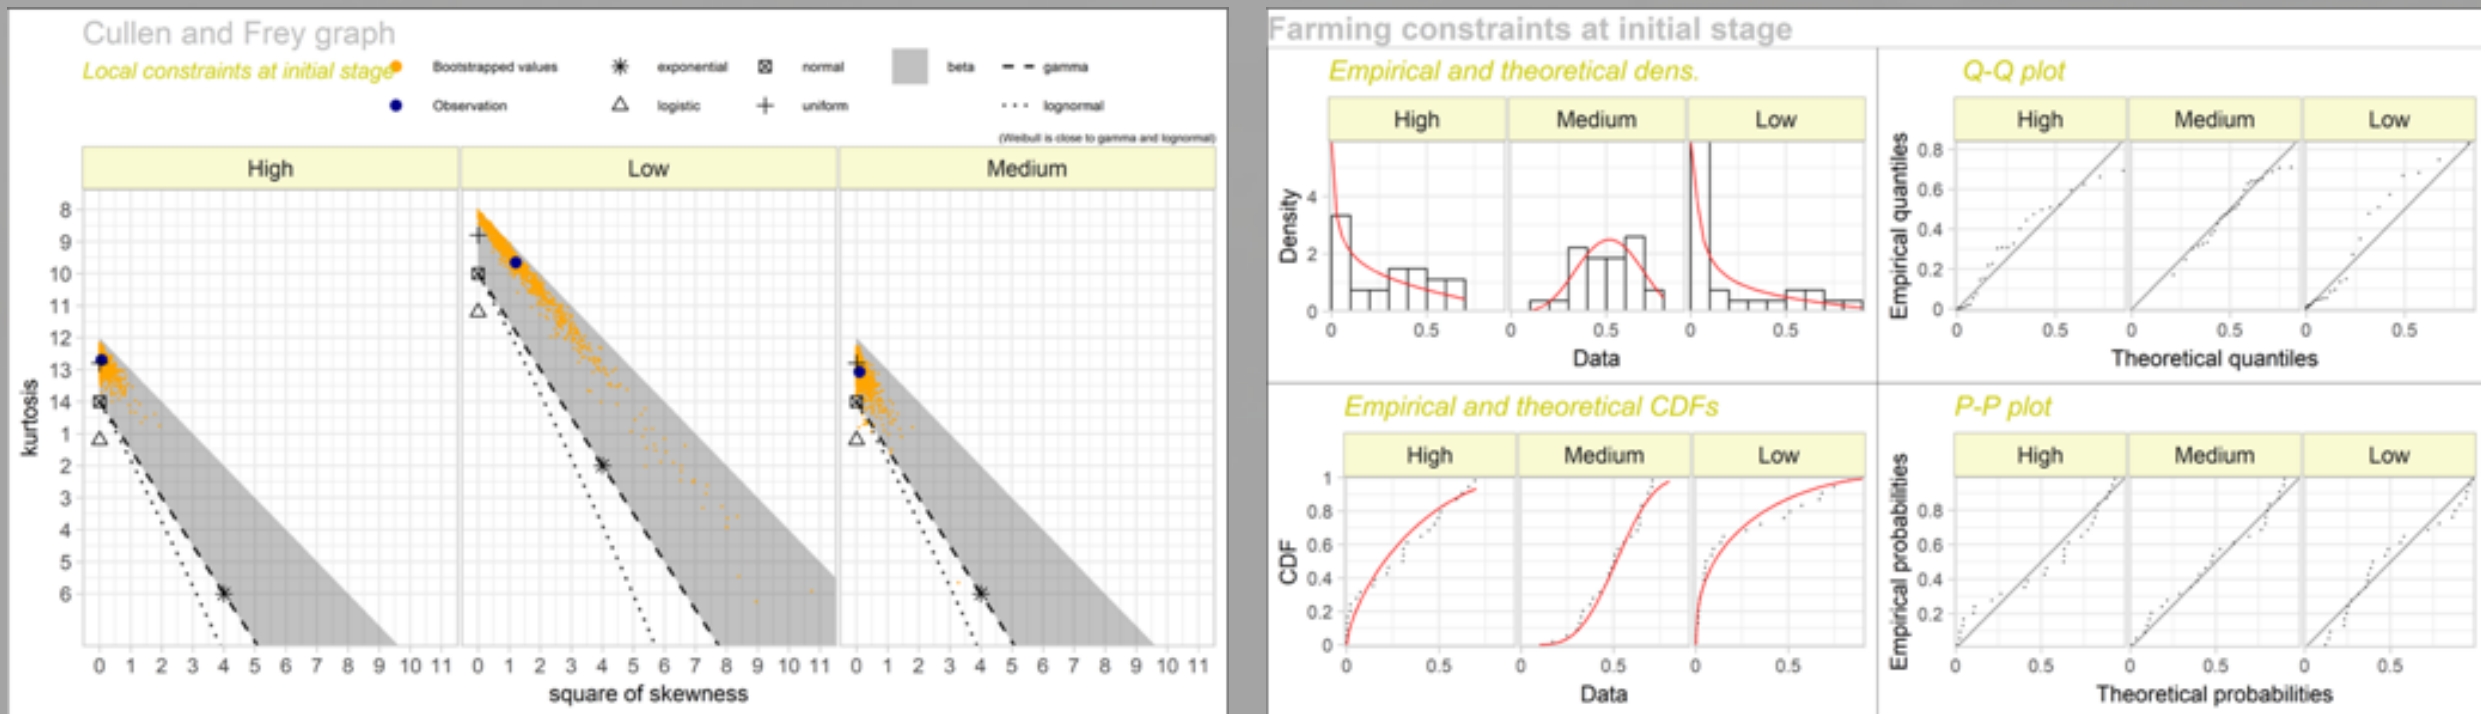 Cullen and Frey graph
Local constraints at initial stage
Bootstrapped values
exponential
normal
beta
gamma
Observation
logistic
uniform
lognormal
(Weibull is close to gamma and lognormal)
High
Low
Medium
8
9
10
11
12
13
14
1
2
3
4
5
6
kurtosis
0 1 2 3 4 5 6 7 8 9 10 11
0 1 2 3 4 5 6 7 8 9 10 11
0 1 2 3 4 5 6 7 8 9 10 11
square of skewness
Farming constraints at initial stage
Empirical and theoretical dens.
High Medium Low
Density
4
2
0
0 0.5 0 0.5 0 0.5
Data
Q-Q plot
High Medium Low
Empirical quantiles
0.8
0.6
0.4
0.2
0
0 0.5 0 0.5 0 0.5
Theoretical quantiles
Empirical and theoretical CDFs
High Medium Low
CDF
1
0.8
0.6
0.4
0.2
0
0 0.5 0 0.5 0 0.5
Data
P-P plot
High Medium Low
Empirical probabilities
0.8
0.6
0.4
0.2
0 0.5 0 0.5 0 0.5
Theoretical probabilities